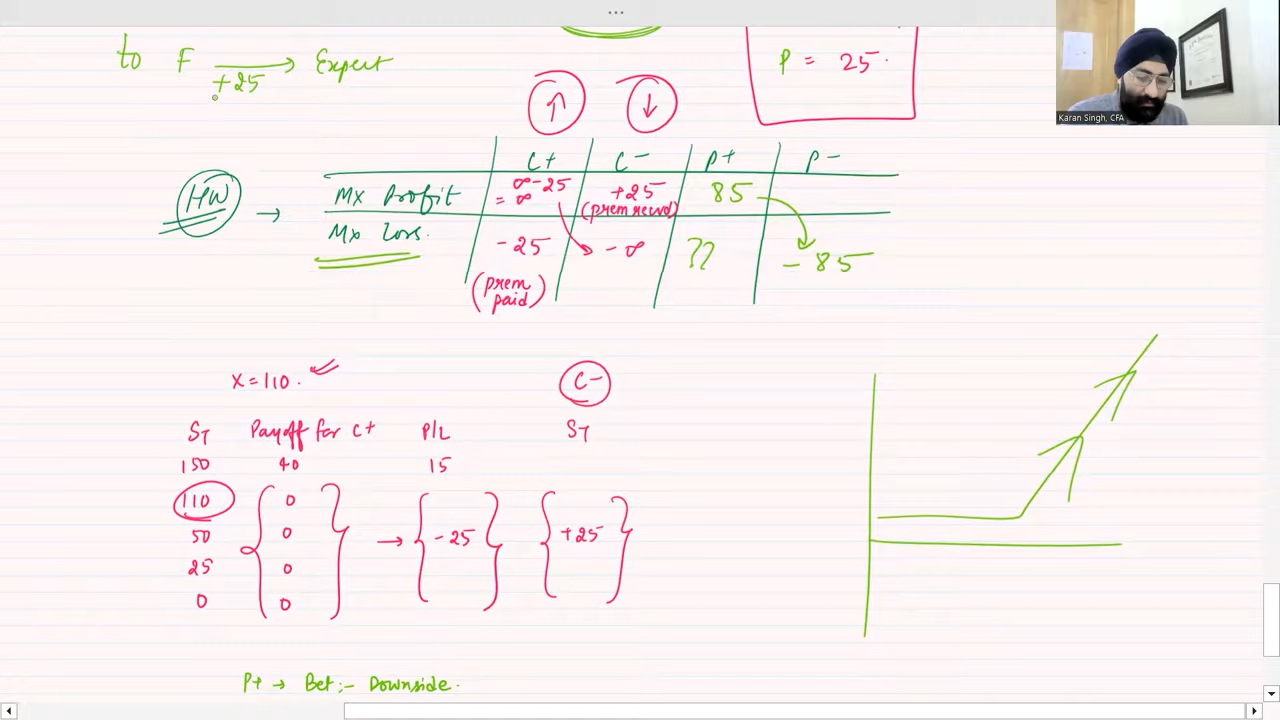 to F +25 Expert
P = 25.
Karan Singh, CFA
↑ ↓
C+ C- P+ P-
HW → Mx Profit ∞-25 = ∞ +25 (prem recvd) 85
Mx Loss. -25 (prem paid) -∞ ?? -85
X=110. C-
ST Payoff for C+ P/L ST
150 40 15
110 0
50 0 → -25 +25
25 0
0 0
P+ → Bet:- Downside.